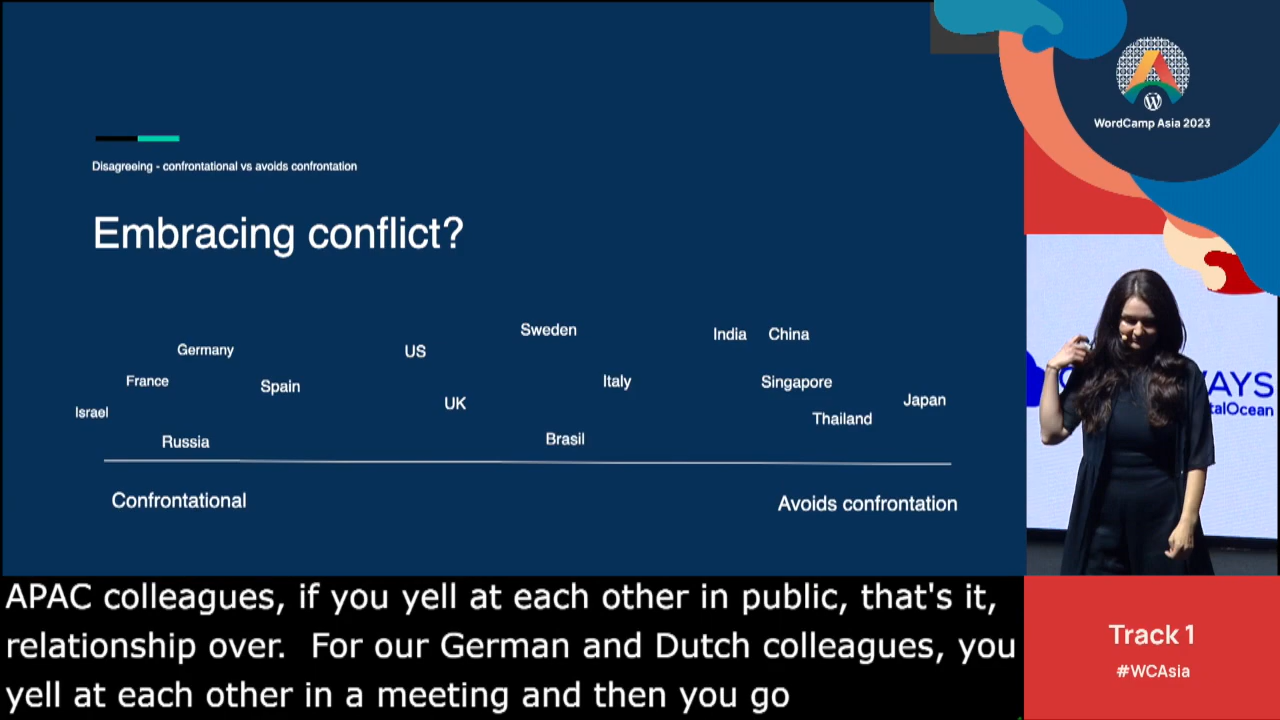 WordCamp Asia 2023
Disagreeing - confrontational vs avoids confrontation
Embracing conflict?
Sweden
India China
Germany
US
France
Spain
Italy
Singapore
Israel
UK
Japan
Thailand
Russia
Brasil
Confrontational
Avoids confrontation
AYS
talOcean
APAC colleagues, if you yell at each other in public, that's it,
relationship over. For our German and Dutch colleagues, you
yell at each other in a meeting and then you go
Track 1
#WCAsia